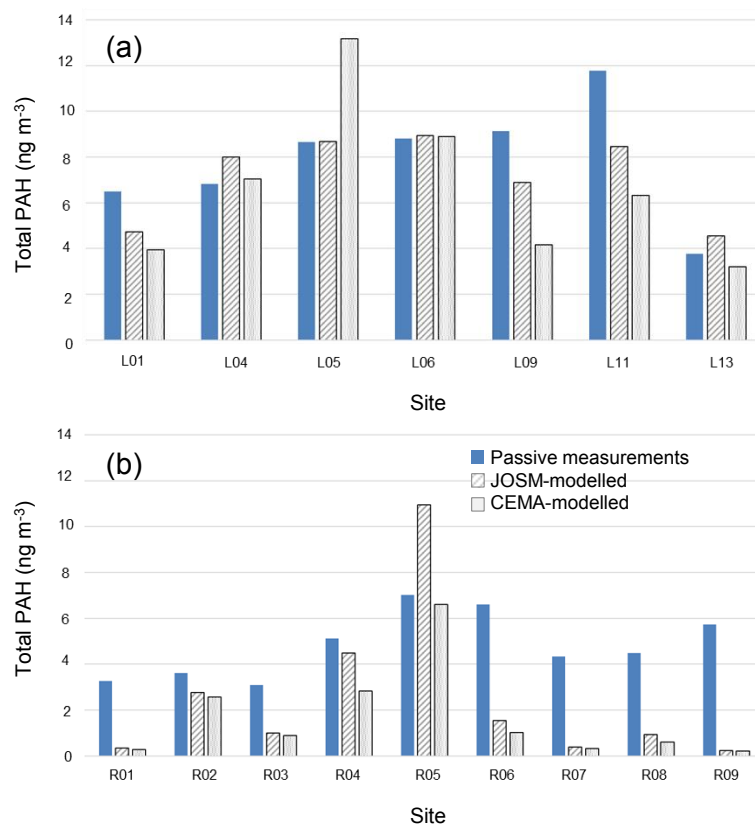 (a)
Total PAH (ng m-3)
14
12
10
8
6
4
2
0
L01 L04 L05 L06 L09 L11 L13
Site
(b)
Total PAH (ng m-3)
14
12
10
8
6
4
2
0
Passive measurements
JOSM-modelled
CEMA-modelled
R01 R02 R03 R04 R05 R06 R07 R08 R09
Site